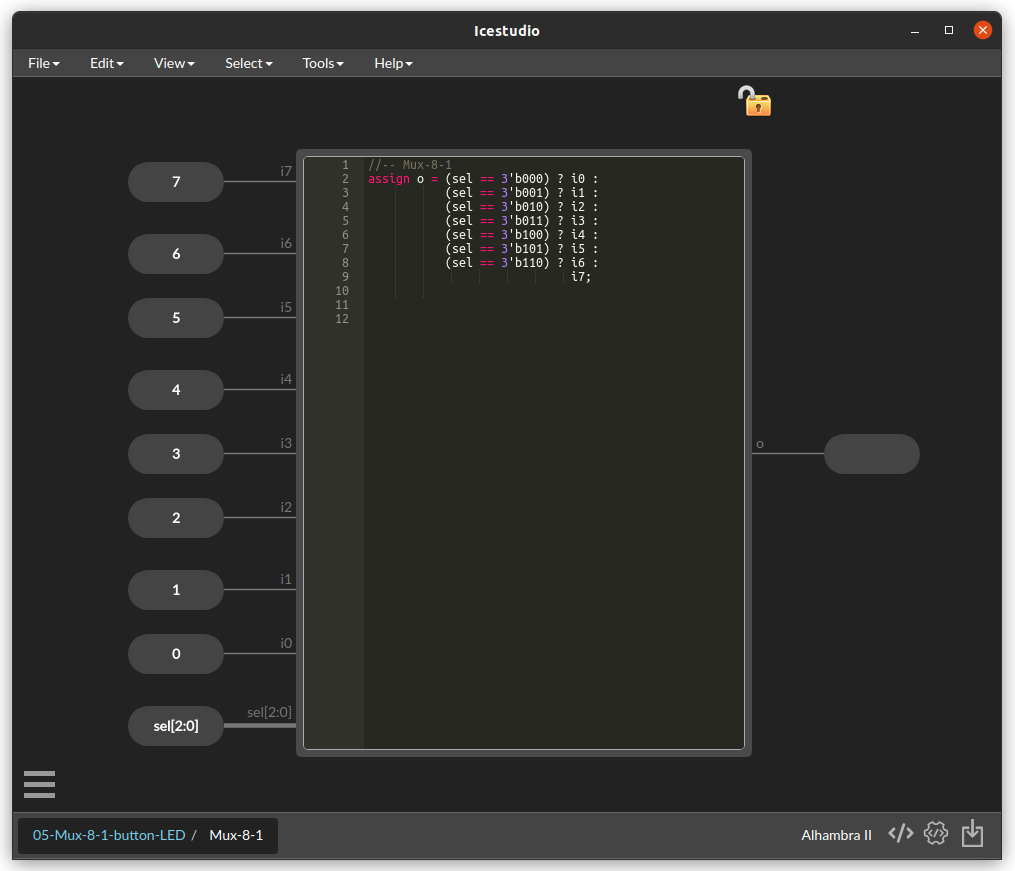 Icestudio
File Edit View Select Tools Help
7 i7
6 i6
5 i5
4 i4
3 i3
2 i2
1 i1
0 i0
sel[2:0] sel[2:0]
1 //-- Mux-8-1
2 assign o = (sel == 3'b000) ? i0 :
3 (sel == 3'b001) ? i1 :
4 (sel == 3'b010) ? i2 :
5 (sel == 3'b011) ? i3 :
6 (sel == 3'b100) ? i4 :
7 (sel == 3'b101) ? i5 :
8 (sel == 3'b110) ? i6 :
9 i7;
10
11
12
o
05-Mux-8-1-button-LED / Mux-8-1
Alhambra II